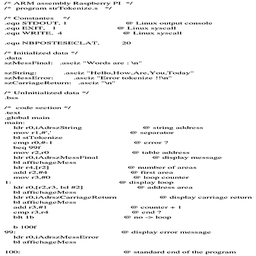 /* ARM assembly Raspberry PI */
/* program strTokenize.s */
/* Constantes */
.equ STDOUT, 1 @ Linux output console
.equ EXIT, 1 @ Linux syscall
.equ WRITE, 4 @ Linux syscall
.equ NBPOSTESECLAT, 20
/* Initialized data */
.data
szMessFinal: .asciz "Words are : \n"
szString: .asciz "Hello,How,Are,You,Today"
szMessError: .asciz "Error tokenize !!\n"
szCarriageReturn: .asciz "\n"
/* UnInitialized data */
.bss
/* code section */
.text
.global main
main:
ldr r0,iAdrszString @ string address
mov r1,#',' @ separator
bl stTokenize
cmp r0,#-1 @ error ?
beq 99f
mov r2,r0 @ table address
ldr r0,iAdrszMessFinal @ display message
bl affichageMess
ldr r4,[r2] @ number of areas
add r2,#4 @ first area
mov r3,#0 @ loop counter
1: @ display loop
ldr r0,[r2,r3, lsl #2] @ address area
bl affichageMess
ldr r0,iAdrszCarriageReturn @ display carriage return
bl affichageMess
add r3,#1 @ counter + 1
cmp r3,r4 @ end ?
blt 1b @ no -> loop
b 100f
99: @ display error message
ldr r0,iAdrszMessError
bl affichageMess
100: @ standard end of the program